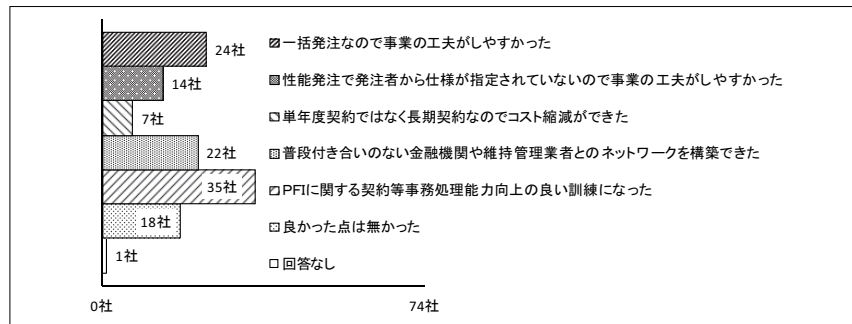 24社
一括発注なので事業の工夫がしやすかった
14社
性能発注で発注者から仕様が指定されていないので事業の工夫がしやすかった
7社
単年度契約ではなく長期契約なのでコスト縮減ができた
22社
普段付き合いのない金融機関や維持管理業者とのネットワークを構築できた
35社
PFIに関する契約等事務処理能力向上の良い訓練になった
18社
良かった点は無かった
1社
回答なし
0社
74社